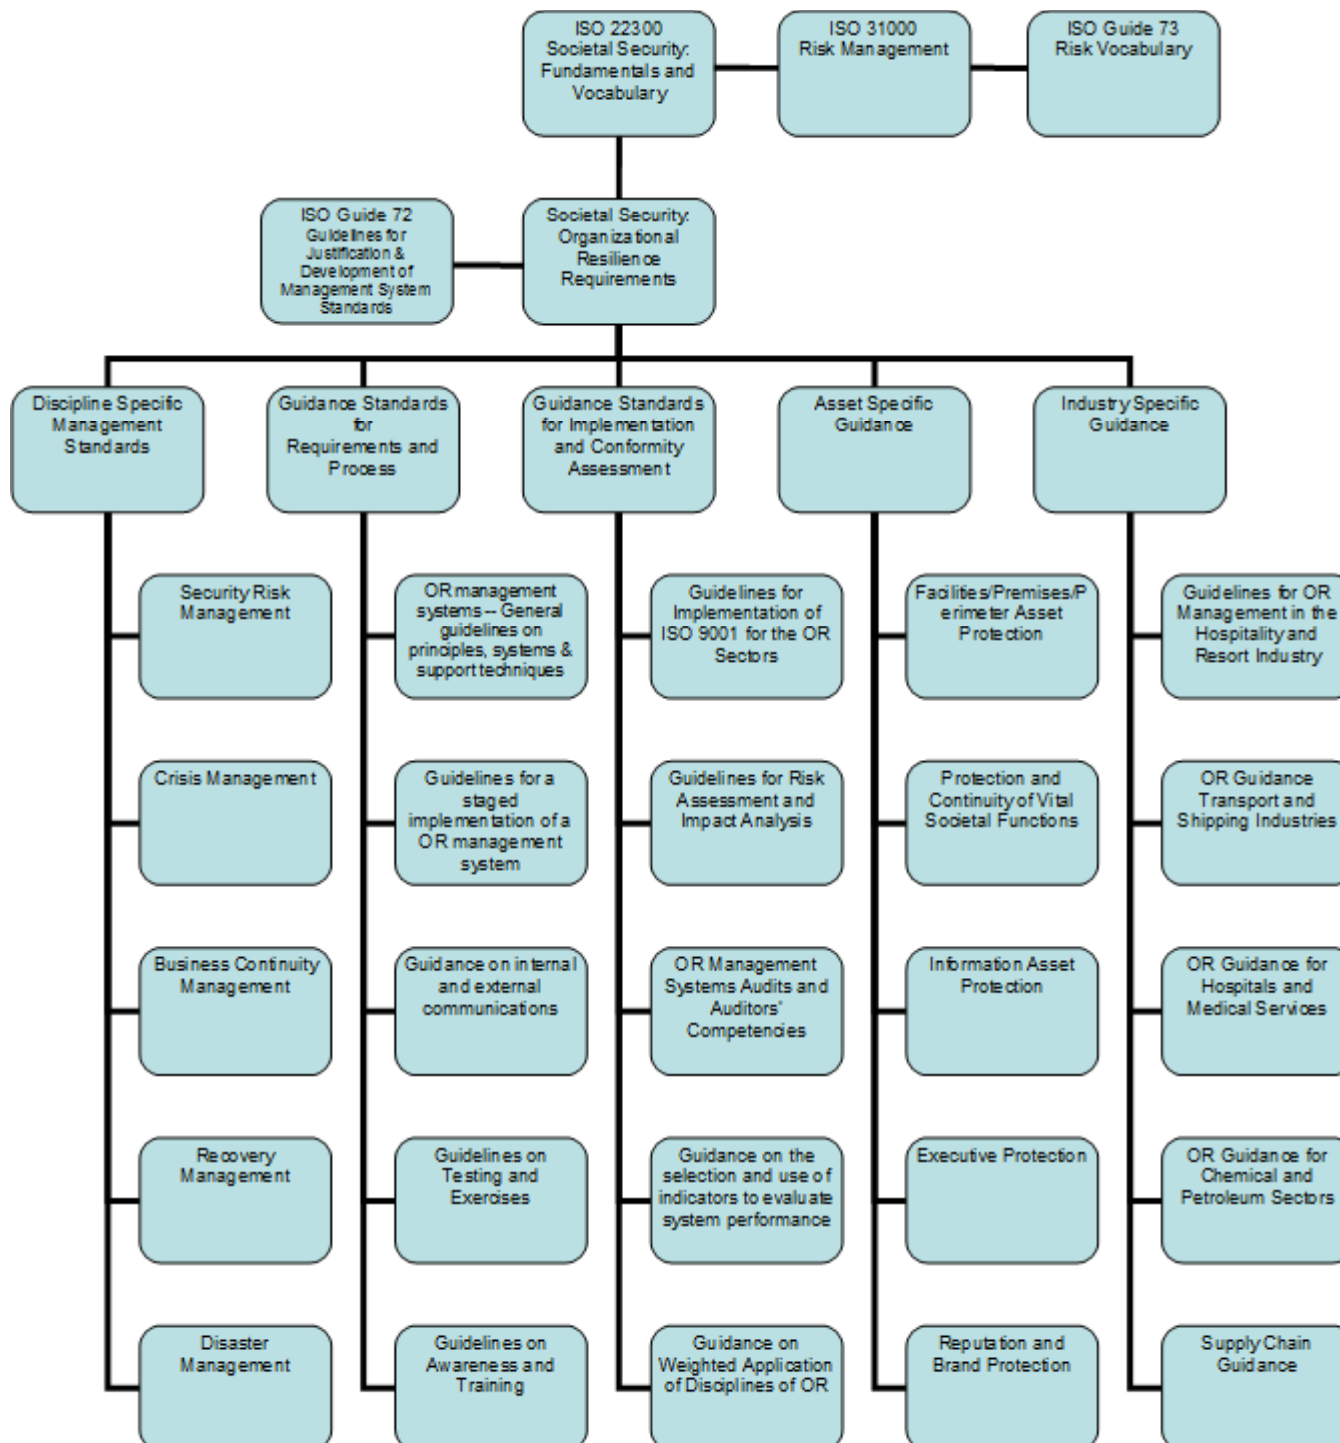 ISO 22300
Societal Security:
Fundamentals and
Vocabulary
ISO 31000
Risk Management
ISO Guide 73
Risk Vocabulary
ISO Guide 72
Guidelines for
Justification &
Development of
Management System
Standards
Societal Security:
Organizational
Resilience
Requirements
Discipline Specific
Management
Standards
Guidance Standards
for
Requirements and
Process
Guidance Standards
for Implementation
and Conformity
Assessment
Asset Specific
Guidance
Industry Specific
Guidance
Security Risk
Management
OR management
systems -- General
guidelines on
principles, systems &
support techniques
Guidelines for
Implementation of
ISO 9001 for the OR
Sectors
Facilities/Premises/P
erimeter Asset
Protection
Guidelines for OR
Management in the
Hospitality and
Resort Industry
Crisis Management
Guidelines for a
staged
implementation of a
OR management
system
Guidelines for Risk
Assessment and
Impact Analysis
Protection and
Continuity of Vital
Societal Functions
OR Guidance
Transport and
Shipping Industries
Business Continuity
Management
Guidance on internal
and external
communications
OR Management
Systems Audits and
Auditors'
Competencies
Information Asset
Protection
OR Guidance for
Hospitals and
Medical Services
Recovery
Management
Guidelines on
Testing and
Exercises
Guidance on the
selection and use of
indicators to evaluate
system performance
Executive Protection
OR Guidance for
Chemical and
Petroleum Sectors
Disaster
Management
Guidelines on
Awareness and
Training
Guidance on
Weighted Application
of Disciplines of OR
Reputation and
Brand Protection
Supply Chain
Guidance